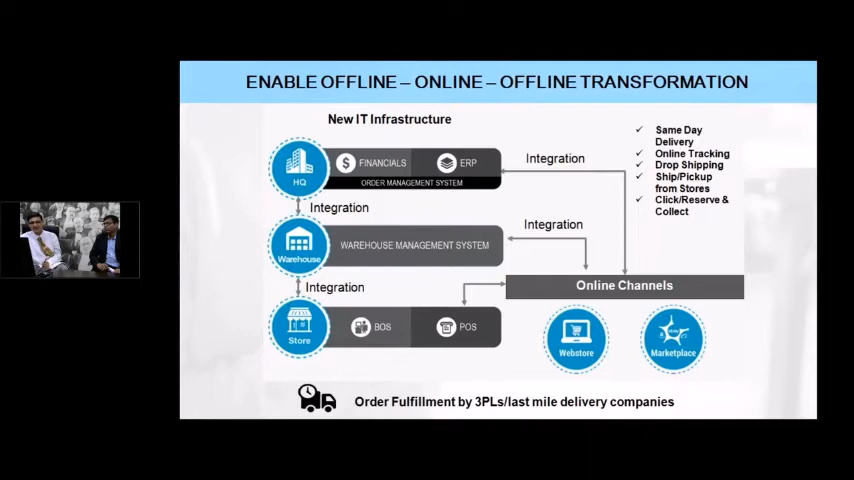 ENABLE OFFLINE – ONLINE – OFFLINE TRANSFORMATION
New IT Infrastructure
HQ
$ FINANCIALS
ERP
ORDER MANAGEMENT SYSTEM
Integration
Integration
Warehouse
WAREHOUSE MANAGEMENT SYSTEM
Integration
Integration
Store
BOS
POS
✓ Same Day
Delivery
✓ Online Tracking
✓ Drop Shipping
✓ Ship/Pickup
from Stores
✓ Click/Reserve &
Collect
Online Channels
Webstore
Marketplace
Order Fulfillment by 3PLs/last mile delivery companies